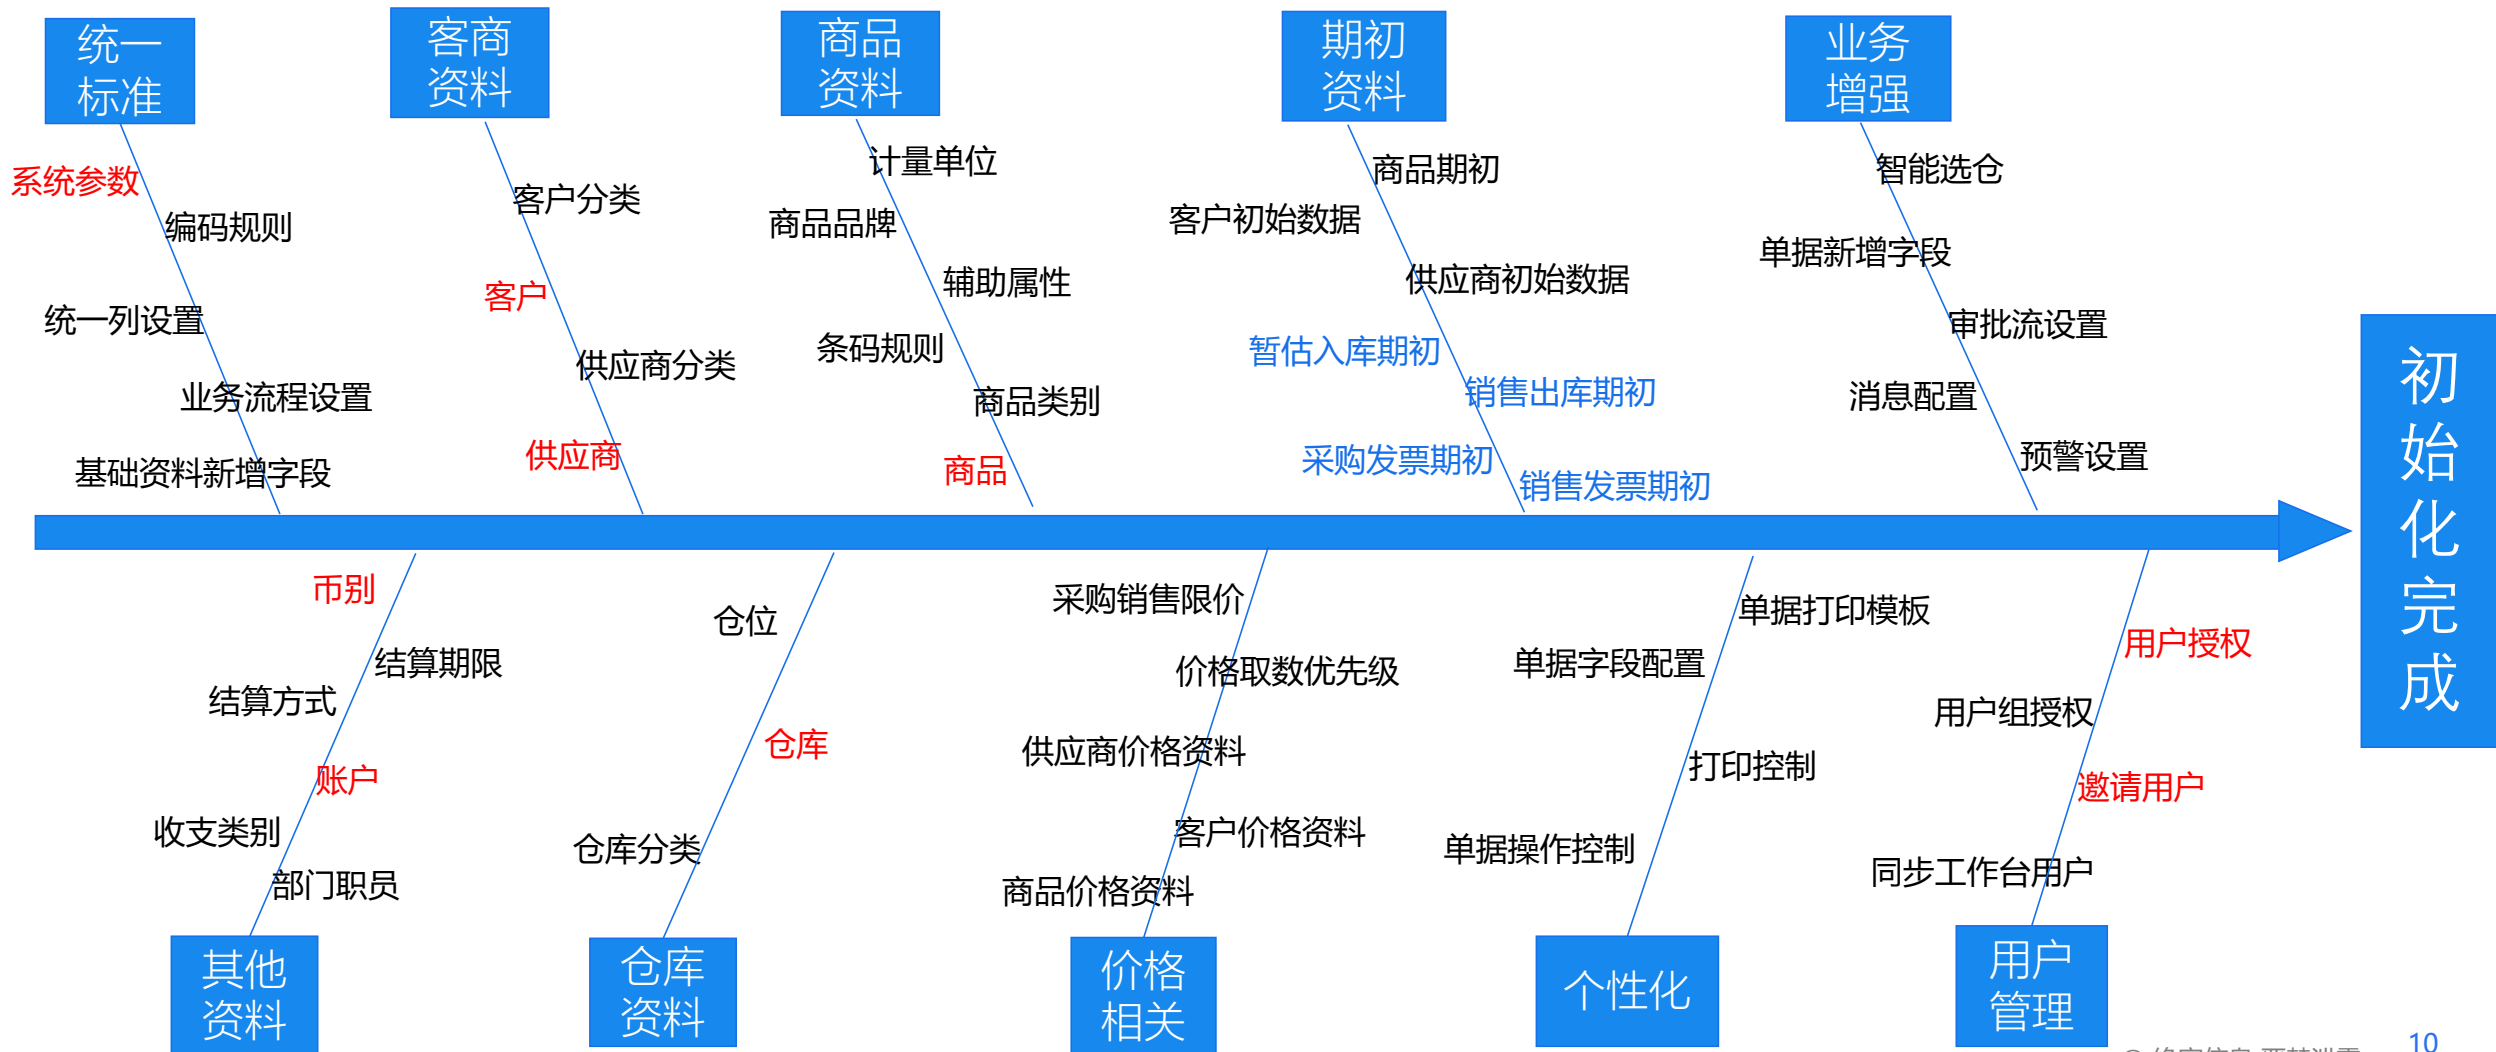 统一
标准
客商
资料
商品
资料
期初
资料
业务
增强
系统参数
编码规则
统一列设置
业务流程设置
基础资料新增字段
客户分类
客户
供应商分类
供应商
计量单位
商品品牌
辅助属性
条码规则
商品类别
商品
商品期初
客户初始数据
供应商初始数据
暂估入库期初
销售出库期初
采购发票期初
销售发票期初
智能选仓
单据新增字段
审批流设置
消息配置
预警设置
初始化完成
币别
结算期限
结算方式
账户
收支类别
部门职员
仓位
仓库
仓库分类
采购销售限价
价格取数优先级
供应商价格资料
客户价格资料
商品价格资料
单据打印模板
单据字段配置
打印控制
单据操作控制
用户授权
用户组授权
邀请用户
同步工作台用户
其他
资料
仓库
资料
价格
相关
个性化
用户
管理
10